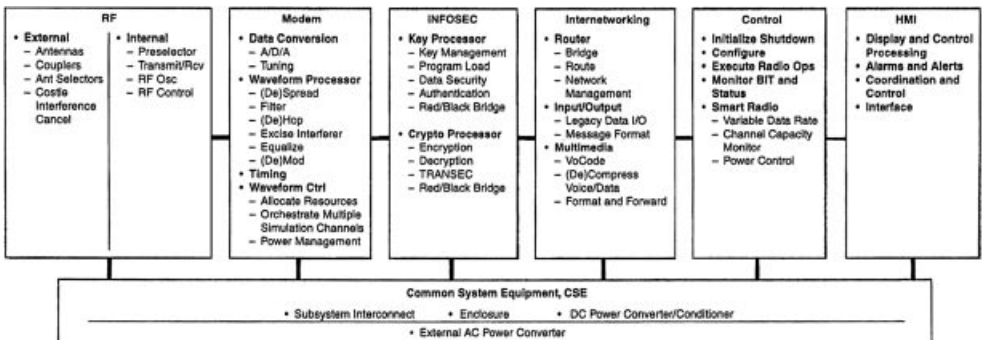 RF
• External
– Antennas
– Couplers
– Ant Selectors
– Costle
Interference
Cancel
• Internal
– Preselector
– Transmit/Rcv
– RF Osc
– RF Control
Modem
• Data Conversion
– A/D/A
– Tuning
• Waveform Processor
– (De)Spread
– Filter
– (De)Hop
– Excise Interferer
– Equalize
– (De)Mod
• Timing
• Waveform Ctrl
– Allocate Resources
– Orchestrate Multiple
Simulation Channels
– Power Management
INFOSEC
• Key Processor
– Key Management
– Program Load
– Data Security
– Authentication
– Red/Black Bridge
• Crypto Processor
– Encryption
– Decryption
– TRANSEC
– Red/Black Bridge
Internetworking
• Router
– Bridge
– Route
– Network
Management
• Input/Output
– Legacy Data I/O
– Message Format
• Multimedia
– VoCode
– (De)Compress
Voice/Data
– Format and Forward
Control
• Initialize Shutdown
• Configure
• Execute Radio Ops
• Monitor BIT and
Status
• Smart Radio
– Variable Data Rate
– Channel Capacity
Monitor
– Power Control
HMI
• Display and Control
Processing
• Alarms and Alerts
• Coordination and
Control
• Interface
Common System Equipment, CSE
• Subsystem Interconnect • Enclosure • DC Power Converter/Conditioner
• External AC Power Converter